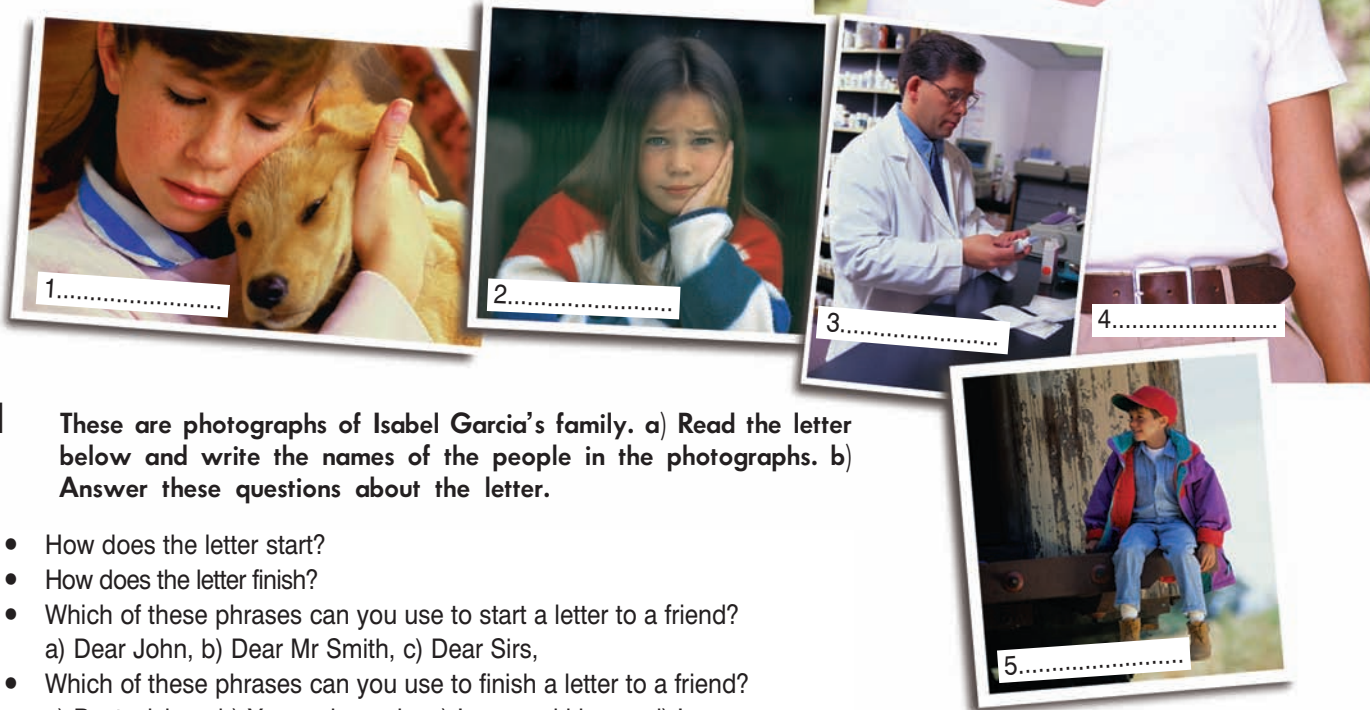 1.........................
2.........................
3........................
4.........................
5.........................
These are photographs of Isabel Garcia's family. a) Read the letter
below and write the names of the people in the photographs. b)
Answer these questions about the letter.
• How does the letter start?
• How does the letter finish?
• Which of these phrases can you use to start a letter to a friend?
a) Dear John, b) Dear Mr Smith, c) Dear Sirs,
• Which of these phrases can you use to finish a letter to a friend?